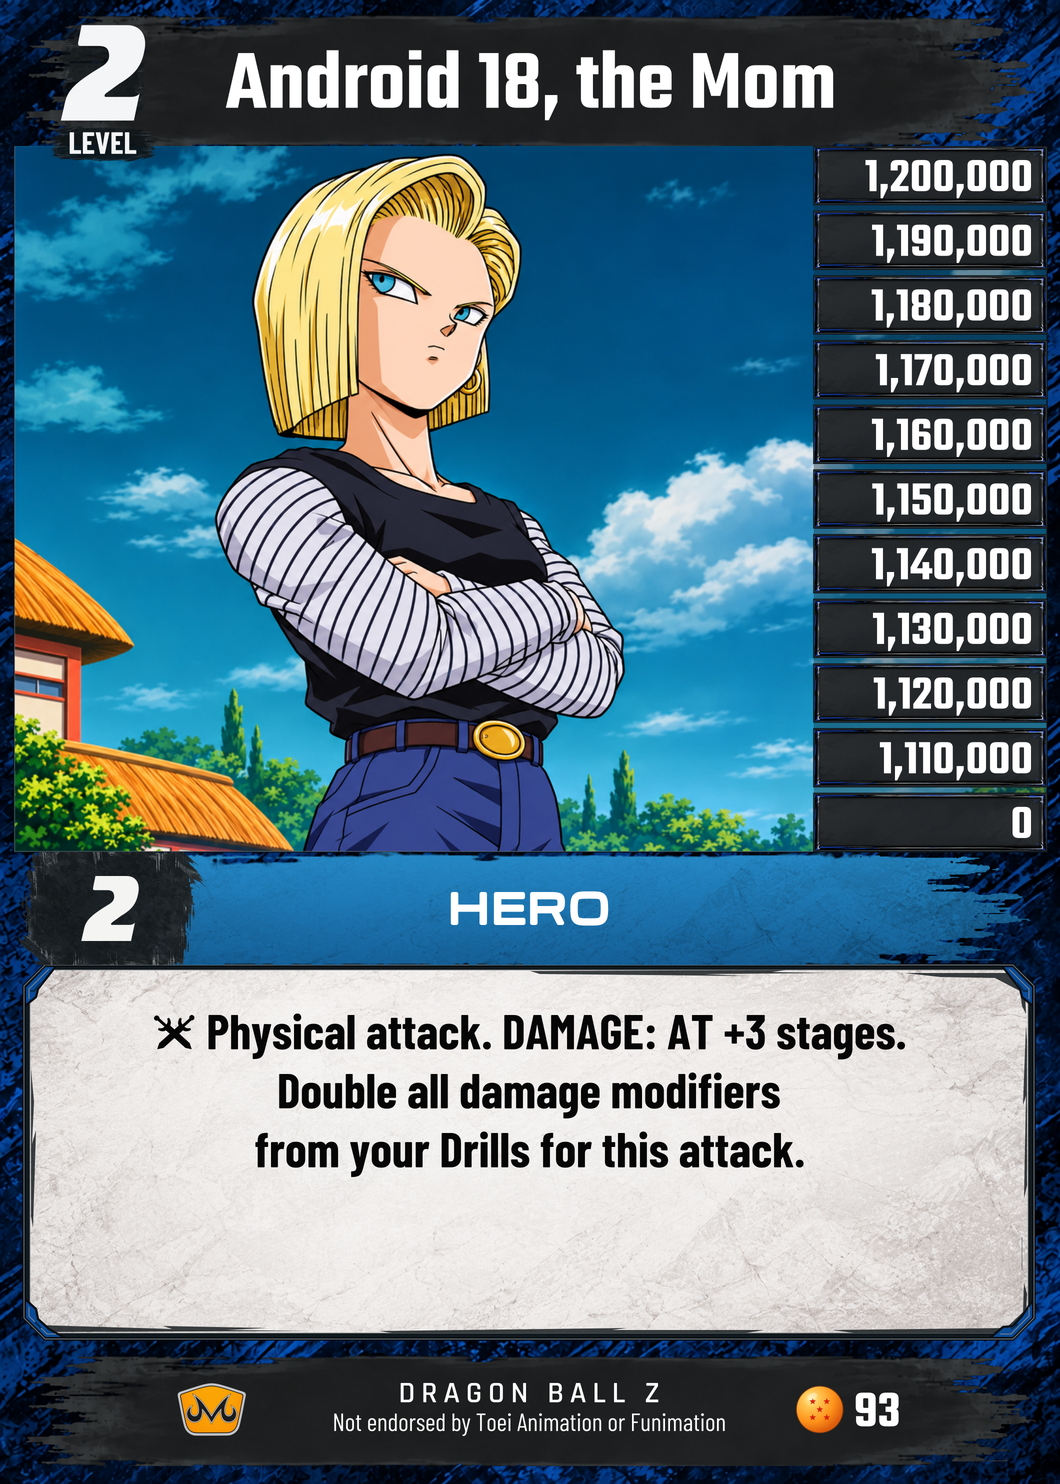 2
LEVEL
Android 18, the Mom
1,200,000
1,190,000
1,180,000
1,170,000
1,160,000
1,150,000
1,140,000
1,130,000
1,120,000
1,110,000
0
2
HERO
Physical attack. DAMAGE: AT +3 stages.
Double all damage modifiers
from your Drills for this attack.
DRAGON BALL Z
Not endorsed by Toei Animation or Funimation
93